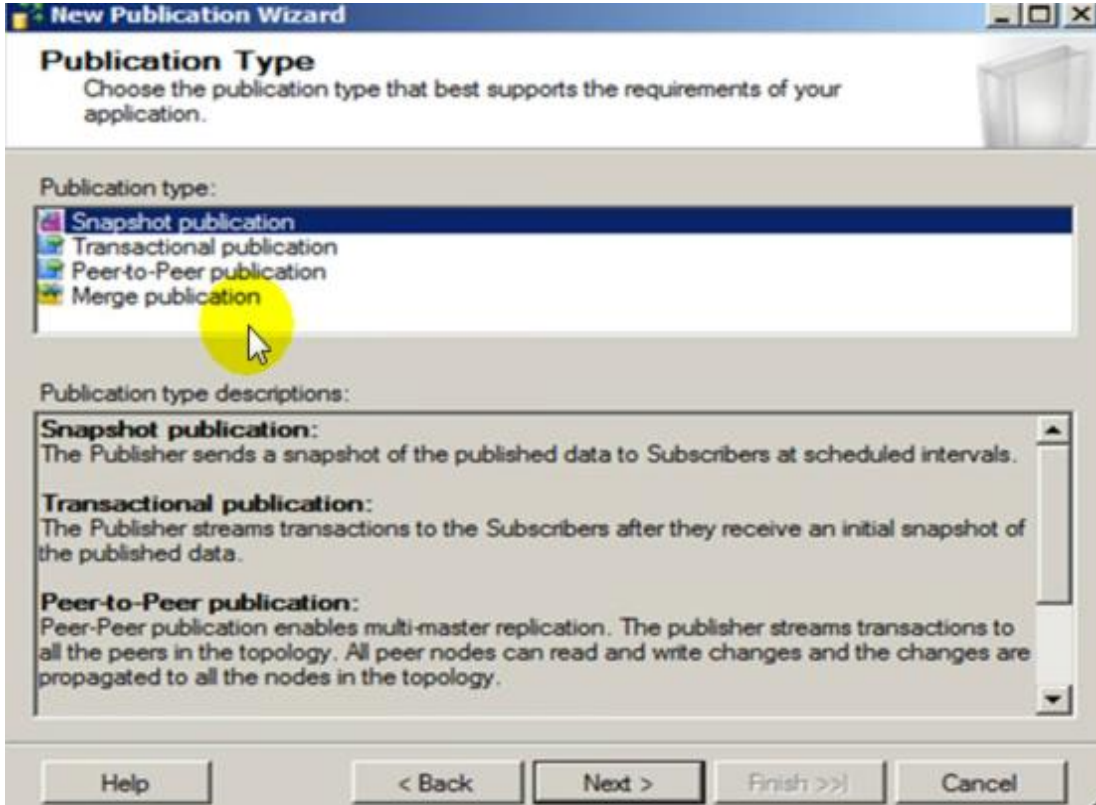 New Publication Wizard
Publication Type
Choose the publication type that best supports the requirements of your
application.
Publication type:
Snapshot publication
Transactional publication
Peer-to-Peer publication
Merge publication
Publication type descriptions:
Snapshot publication:
The Publisher sends a snapshot of the published data to Subscribers at scheduled intervals.
Transactional publication:
The Publisher streams transactions to the Subscribers after they receive an initial snapshot of
the published data.
Peer-to-Peer publication:
Peer-Peer publication enables multi-master replication. The publisher streams transactions to
all the peers in the topology. All peer nodes can read and write changes and the changes are
propagated to all the nodes in the topology.
Help
< Back
Next >
Finish >>|
Cancel